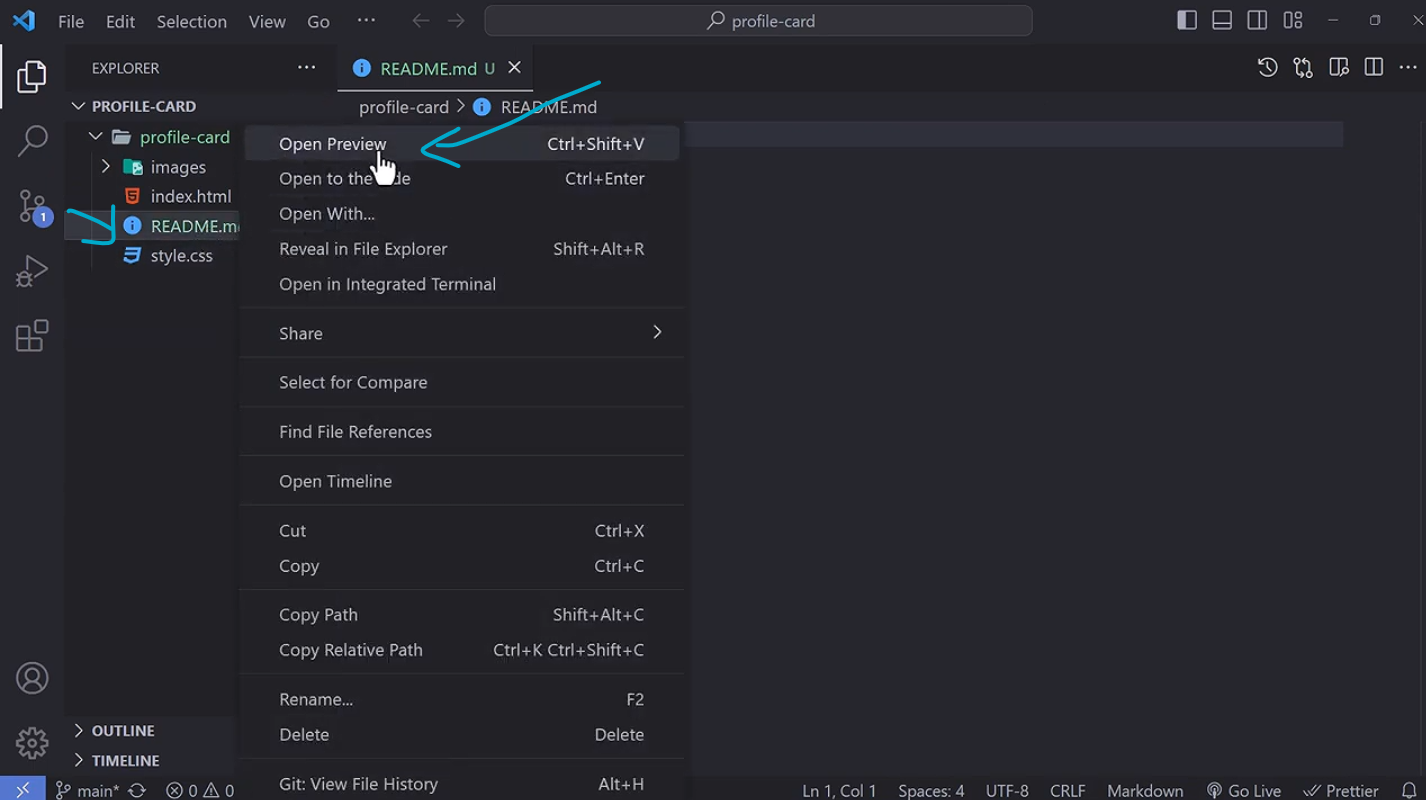 File Edit Selection View Go ··· profile-card
EXPLORER ··· README.md U
PROFILE-CARD
profile-card > README.md
profile-card
images
index.html
README.m
style.css
Open Preview Ctrl+Shift+V
Open to the Ctrl+Enter
Open With...
Reveal in File Explorer Shift+Alt+R
Open in Integrated Terminal
Share
Select for Compare
Find File References
Open Timeline
Cut Ctrl+X
Copy Ctrl+C
Copy Path Shift+Alt+C
Copy Relative Path Ctrl+K Ctrl+Shift+C
Rename... F2
Delete Delete
Git: View File History Alt+H
1
OUTLINE
TIMELINE
main* 0 0 Ln 1, Col 1 Spaces: 4 UTF-8 CRLF Markdown Go Live Prettier